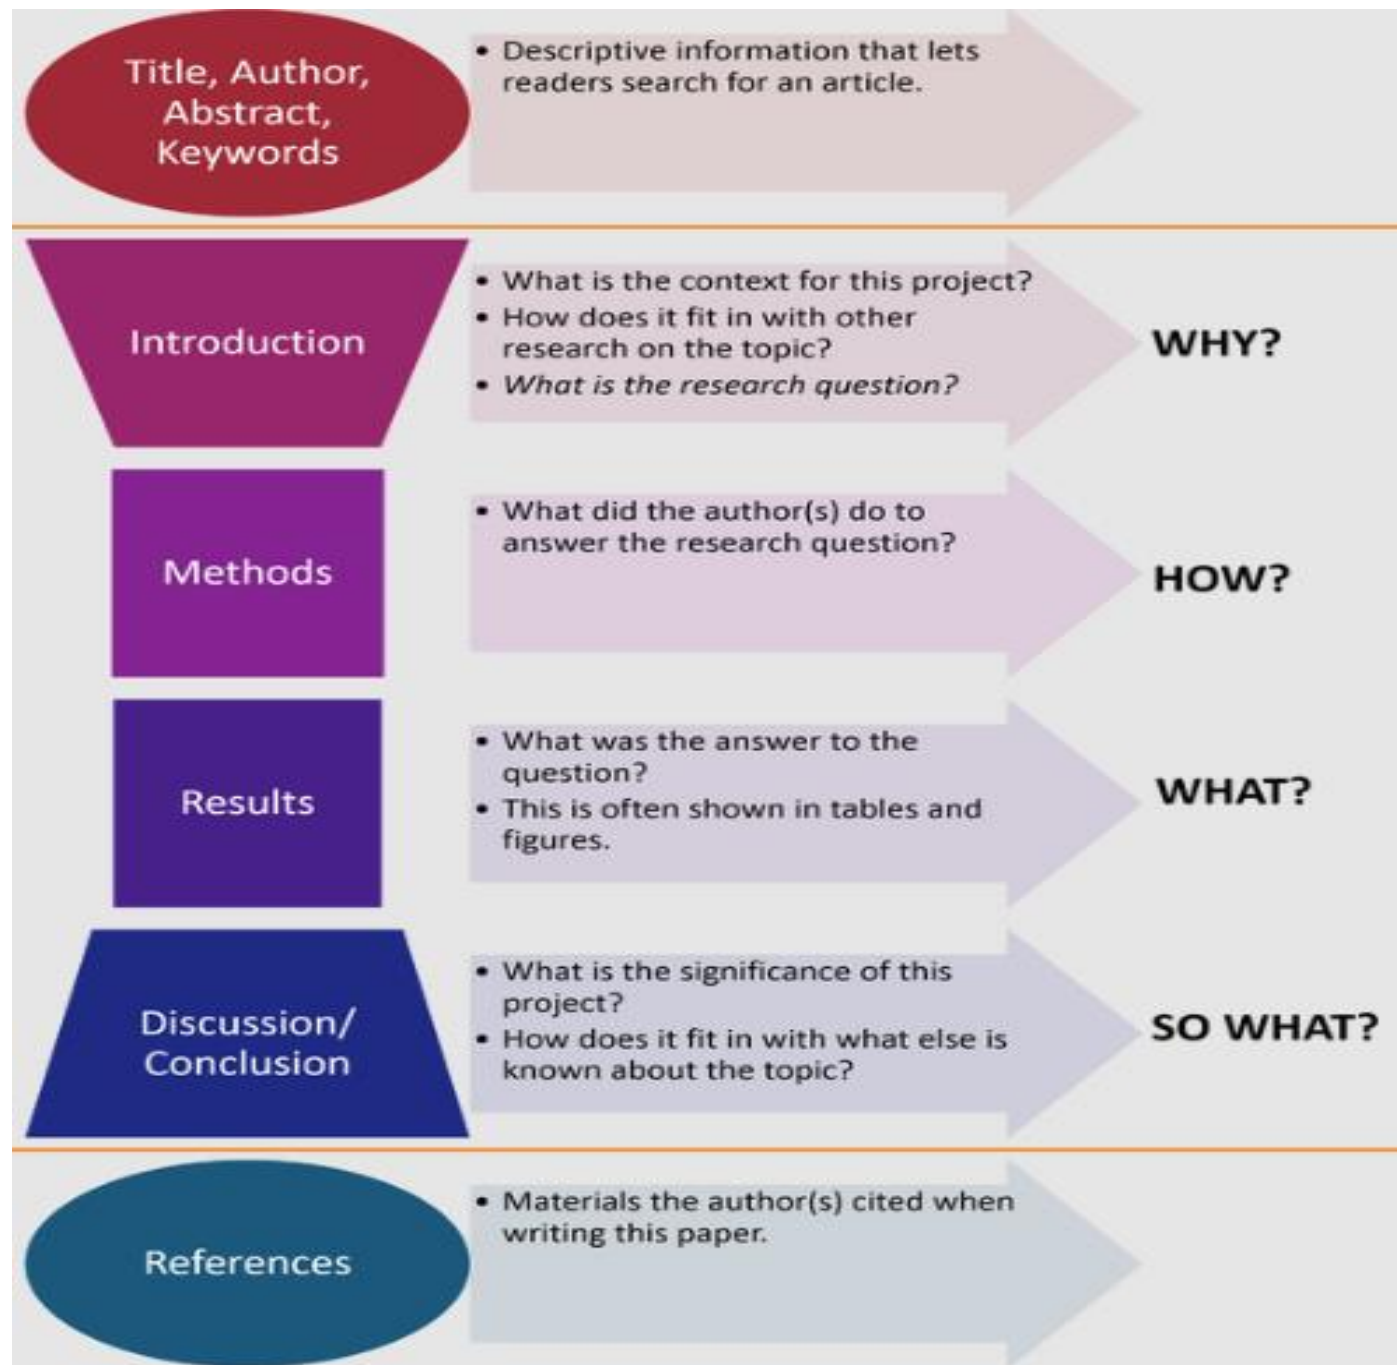 Title, Author,
Abstract,
Keywords
• Descriptive information that lets
readers search for an article.
Introduction
• What is the context for this project?
• How does it fit in with other
research on the topic?
• What is the research question?
WHY?
Methods
• What did the author(s) do to
answer the research question?
HOW?
Results
• What was the answer to the
question?
• This is often shown in tables and
figures.
WHAT?
Discussion/
Conclusion
• What is the significance of this
project?
• How does it fit in with what else is
known about the topic?
SO WHAT?
References
• Materials the author(s) cited when
writing this paper.